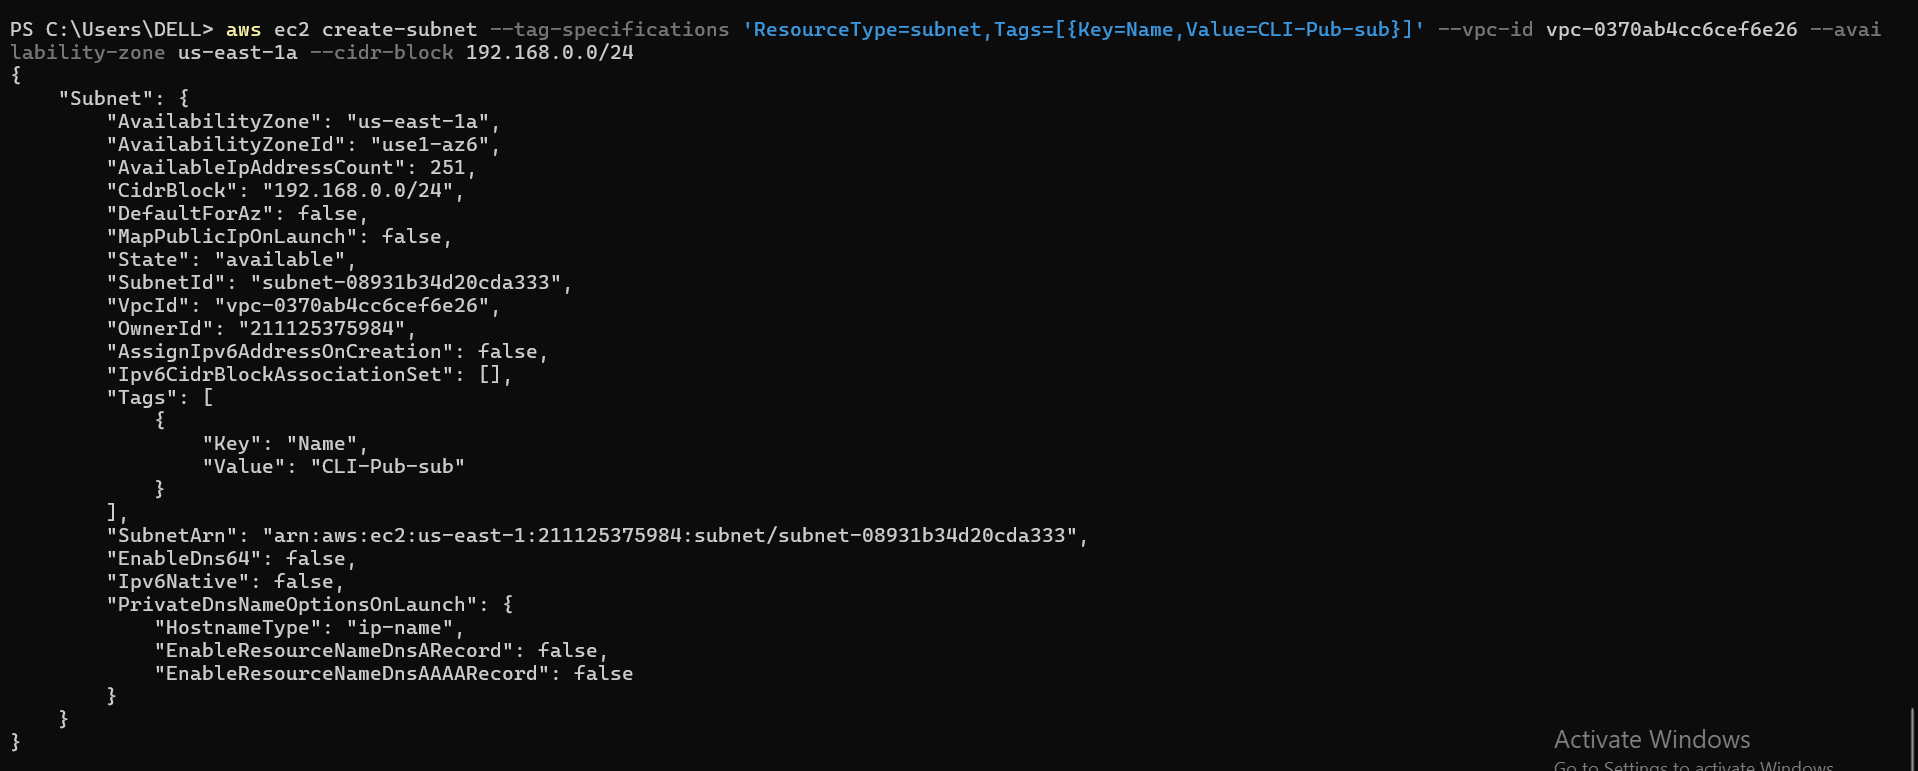 PS C:\Users\DELL> aws ec2 create-subnet --tag-specifications 'ResourceType=subnet,Tags=[{Key=Name,Value=CLI-Pub-sub}]' --vpc-id vpc-0370ab4cc6cef6e26 --avai
lability-zone us-east-1a --cidr-block 192.168.0.0/24
{
    "Subnet": {
        "AvailabilityZone": "us-east-1a",
        "AvailabilityZoneId": "use1-az6",
        "AvailableIpAddressCount": 251,
        "CidrBlock": "192.168.0.0/24",
        "DefaultForAz": false,
        "MapPublicIpOnLaunch": false,
        "State": "available",
        "SubnetId": "subnet-08931b34d20cda333",
        "VpcId": "vpc-0370ab4cc6cef6e26",
        "OwnerId": "211125375984",
        "AssignIpv6AddressOnCreation": false,
        "Ipv6CidrBlockAssociationSet": [],
        "Tags": [
            {
                "Key": "Name",
                "Value": "CLI-Pub-sub"
            }
        ],
        "SubnetArn": "arn:aws:ec2:us-east-1:211125375984:subnet/subnet-08931b34d20cda333",
        "EnableDns64": false,
        "Ipv6Native": false,
        "PrivateDnsNameOptionsOnLaunch": {
            "HostnameType": "ip-name",
            "EnableResourceNameDnsARecord": false,
            "EnableResourceNameDnsAAAARecord": false
        }
    }
}
Activate Windows
Go to Settings to activate Windows.